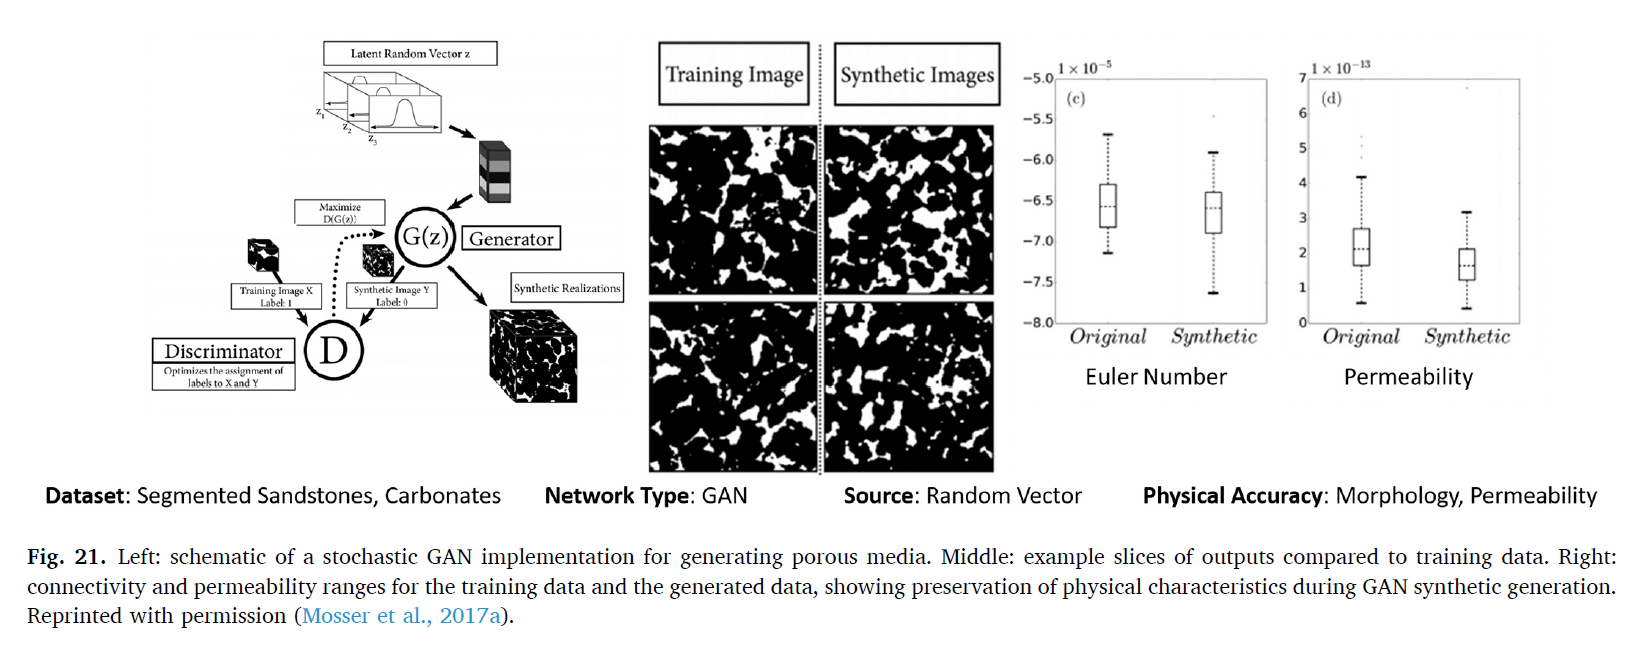 Latent Random Vector z
z1
z2
z3
Maximize
D(G(z))
G(z)
Generator
Training Image X
Label: 1
Synthetic Image Y
Label: 0
Synthetic Realizations
D
Discriminator
Optimizes the assignment of
labels to X and Y
Training Image
Synthetic Images
1 × 10⁻⁵
(c)
−5.0
−5.5
−6.0
−6.5
−7.0
−7.5
−8.0
Original Synthetic
Euler Number
1 × 10⁻¹³
(d)
7
6
5
4
3
2
1
0
Original Synthetic
Permeability
Dataset: Segmented Sandstones, Carbonates Network Type: GAN Source: Random Vector Physical Accuracy: Morphology, Permeability
Fig. 21. Left: schematic of a stochastic GAN implementation for generating porous media. Middle: example slices of outputs compared to training data. Right:
connectivity and permeability ranges for the training data and the generated data, showing preservation of physical characteristics during GAN synthetic generation.
Reprinted with permission (Mosser et al., 2017a).